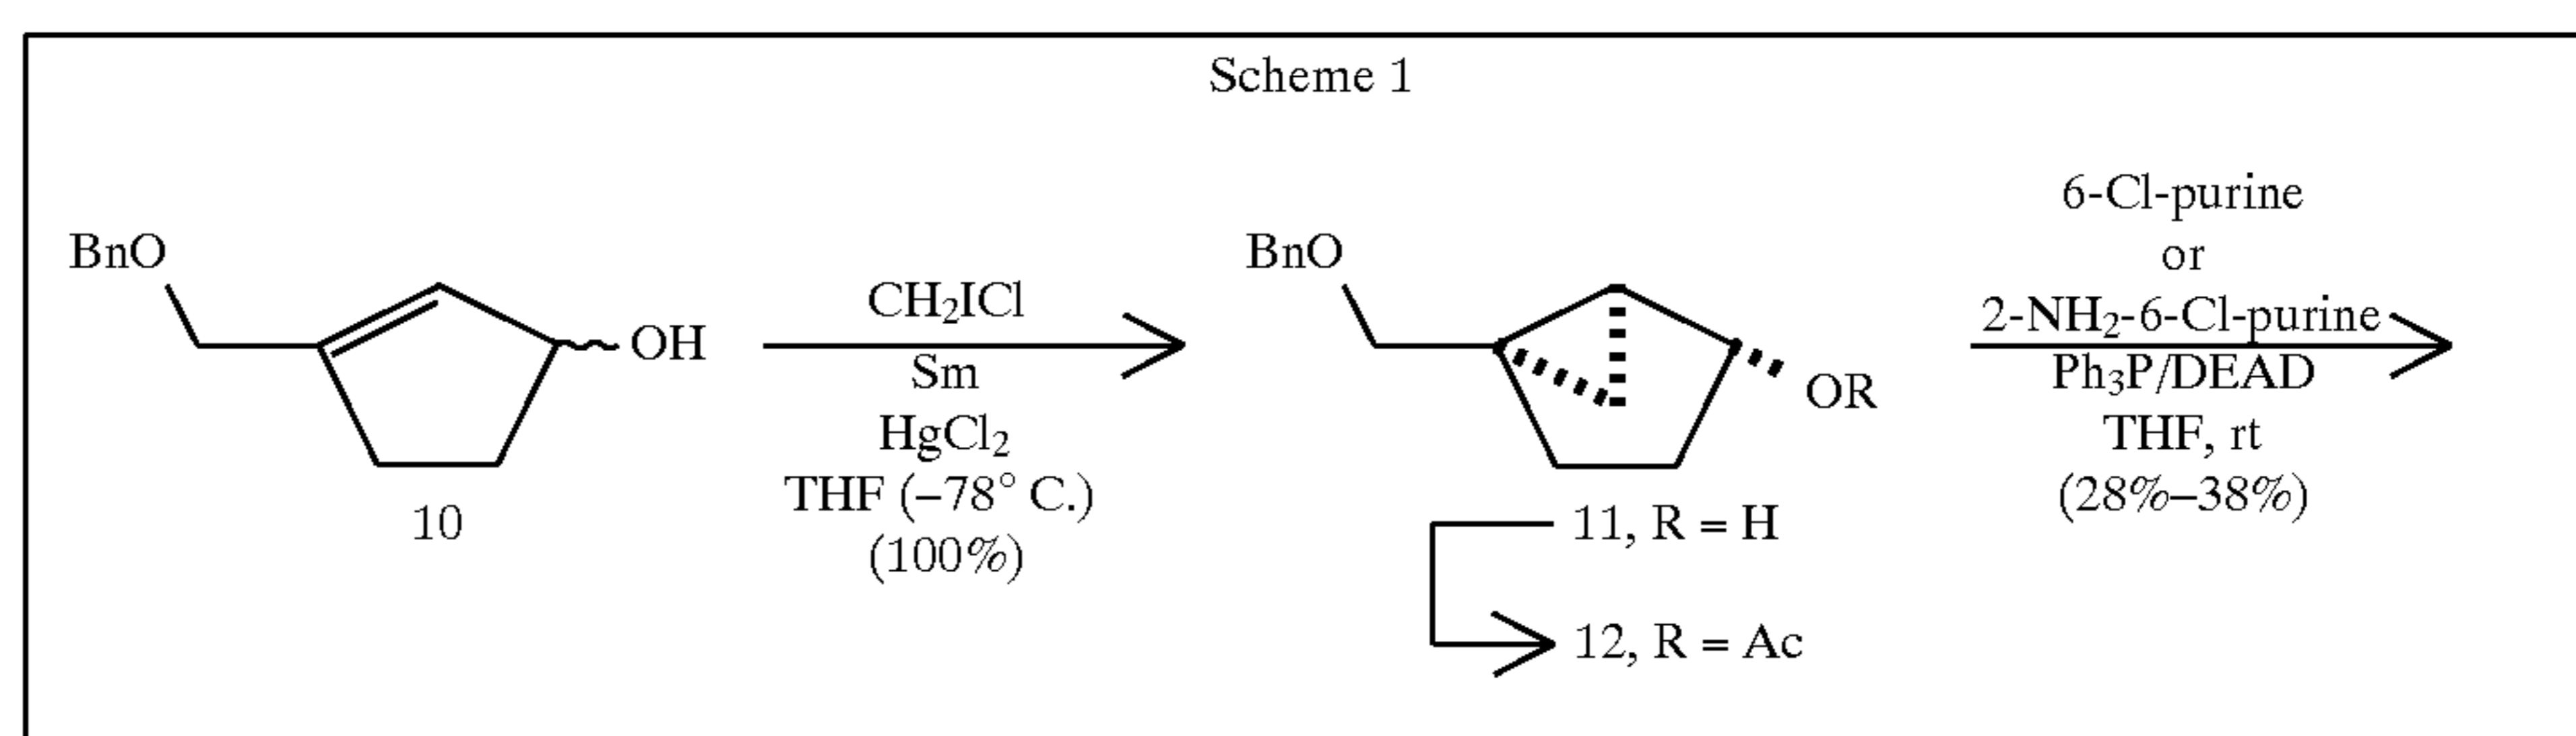 Scheme 1
BnO
OH
10
CH₂ICl
Sm
HgCl₂
THF (–78° C.)
(100%)
BnO
OR
11, R = H
12, R = Ac
6-Cl-purine
or
2-NH₂-6-Cl-purine
Ph₃P/DEAD
THF, rt
(28%–38%)